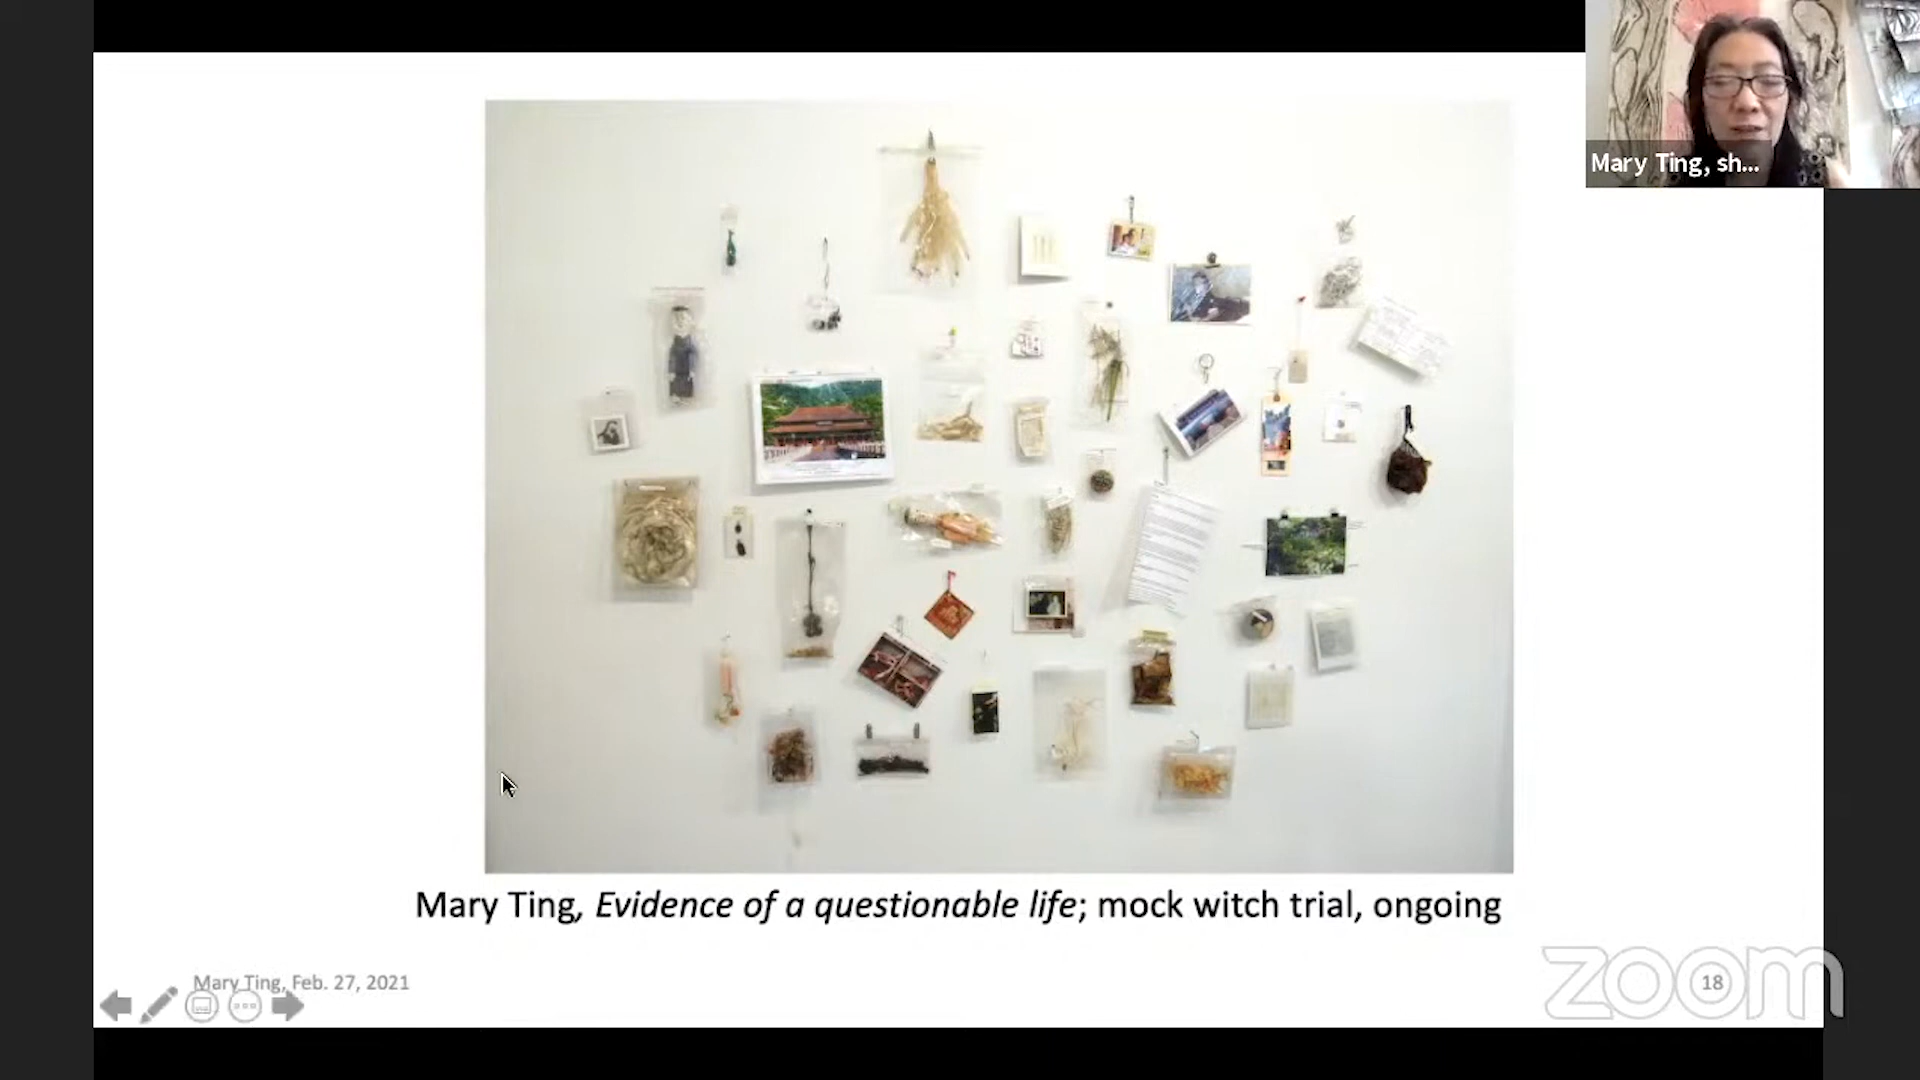 Mary Ting, sh...
Mary Ting, Evidence of a questionable life; mock witch trial, ongoing
Mary Ting, Feb. 27, 2021
18
zoom